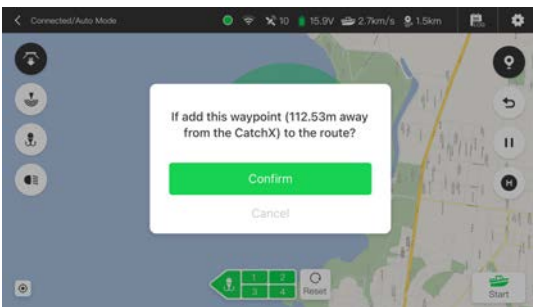 Connected/Auto Mode
10
15.9V
2.7km/s
1.5km
If add this waypoint (112.53m away
from the CatchX) to the route?
Confirm
Cancel
H
1 2
3 4
Reset
Start